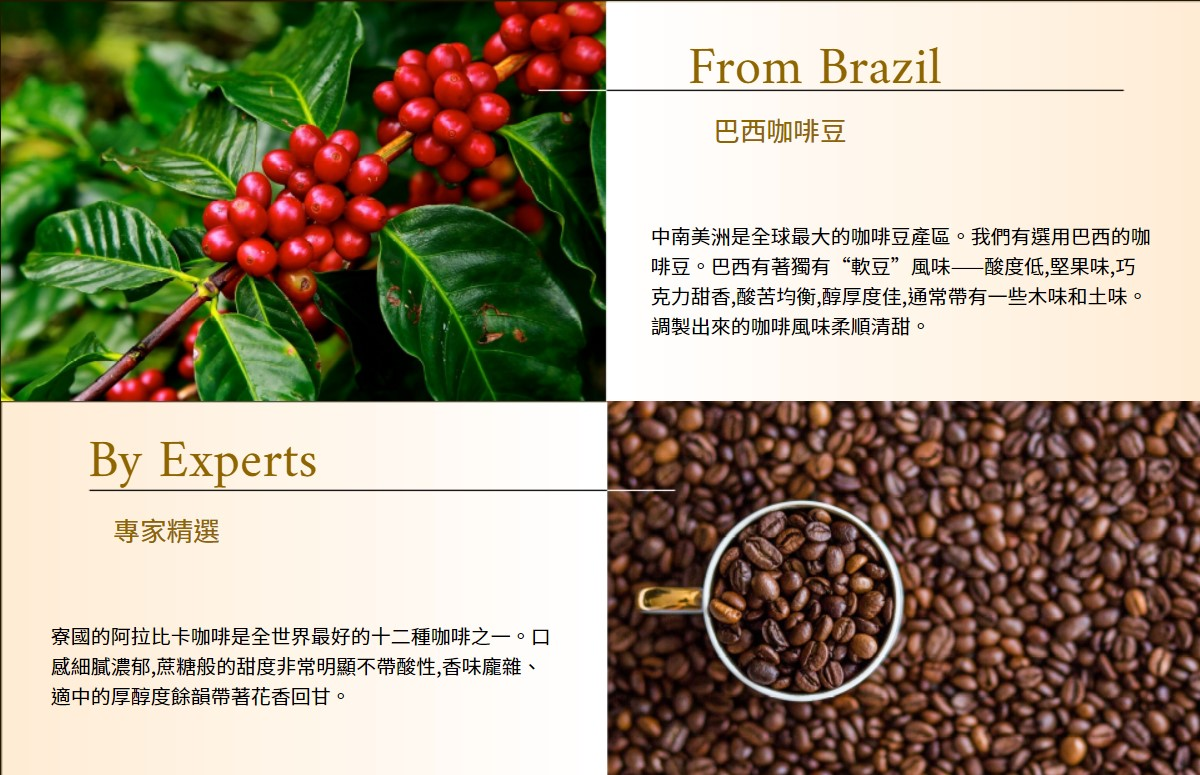 From Brazil
巴西咖啡豆
中南美洲是全球最大的咖啡豆產區。我們有選用巴西的咖
啡豆。巴西有著獨有“軟豆”風味——酸度低,堅果味,巧
克力甜香,酸苦均衡,醇厚度佳,通常帶有一些木味和土味。
調製出來的咖啡風味柔順清甜。
By Experts
專家精選
寮國的阿拉比卡咖啡是全世界最好的十二種咖啡之一。口
感細膩濃郁,蔗糖般的甜度非常明顯不帶酸性,香味龐雜、
適中的厚醇度餘韻帶著花香回甘。